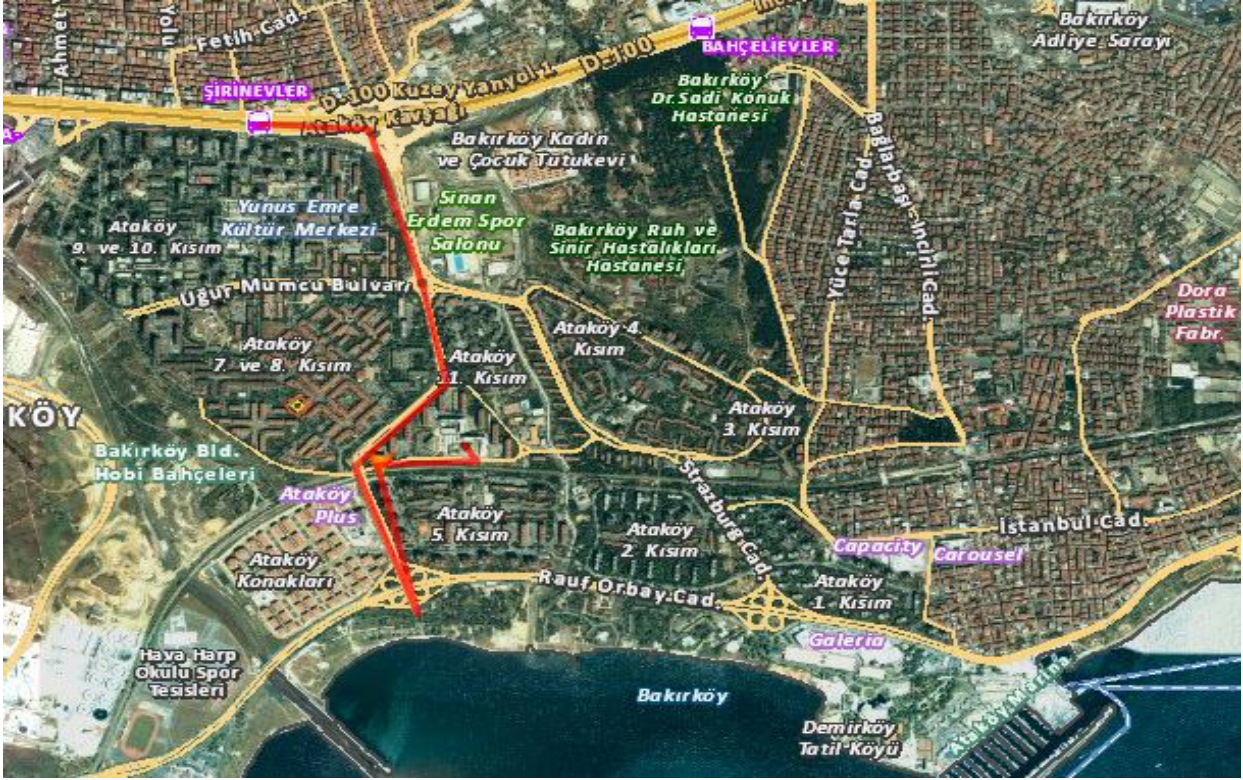 Ahmet
Yolu
Fetih Cad.
D-100
BAHÇELİEVLER
Bakırköy
Adliye Sarayı
ŞİRİNEVLER
D-100 Kuzey Yanyol 1
Ataköy Kavşağı
Bakırköy
Dr.Sadi Konuk
Hastanesi
A-
Bakırköy Kadın
ve Çocuk Tutukevi
Bağlarbaşı-İncirli Cad.
Yüce Tarla Cad.
Yunus Emre
Kültür Merkezi
Sinan
Erdem Spor
Salonu
Ataköy
9. ve 10. Kısım
Bakırköy Ruh ve
Sinir Hastalıkları
Hastanesi
Uğur Mumcu Bulvarı
Dora
Plastik
Fabr.
Ataköy 4.
Kısım
Ataköy
7. ve 8. Kısım
Ataköy
11. Kısım
KÖY
Ataköy
3. Kısım
Bakırköy Bld.
Hobi Bahçeleri
Ataköy
Plus
Ataköy
5. Kısım
Strazburg Cad.
Ataköy
2. Kısım
İstanbul Cad.
Capacity
Carousel
Ataköy
Konakları
Rauf Orbay Cad.
Ataköy
1. Kısım
Galeria
Hava Harp
Okulu Spor
Tesisleri
Bakırköy
Ataköy Marina
Demirköy
Tatil Köyü